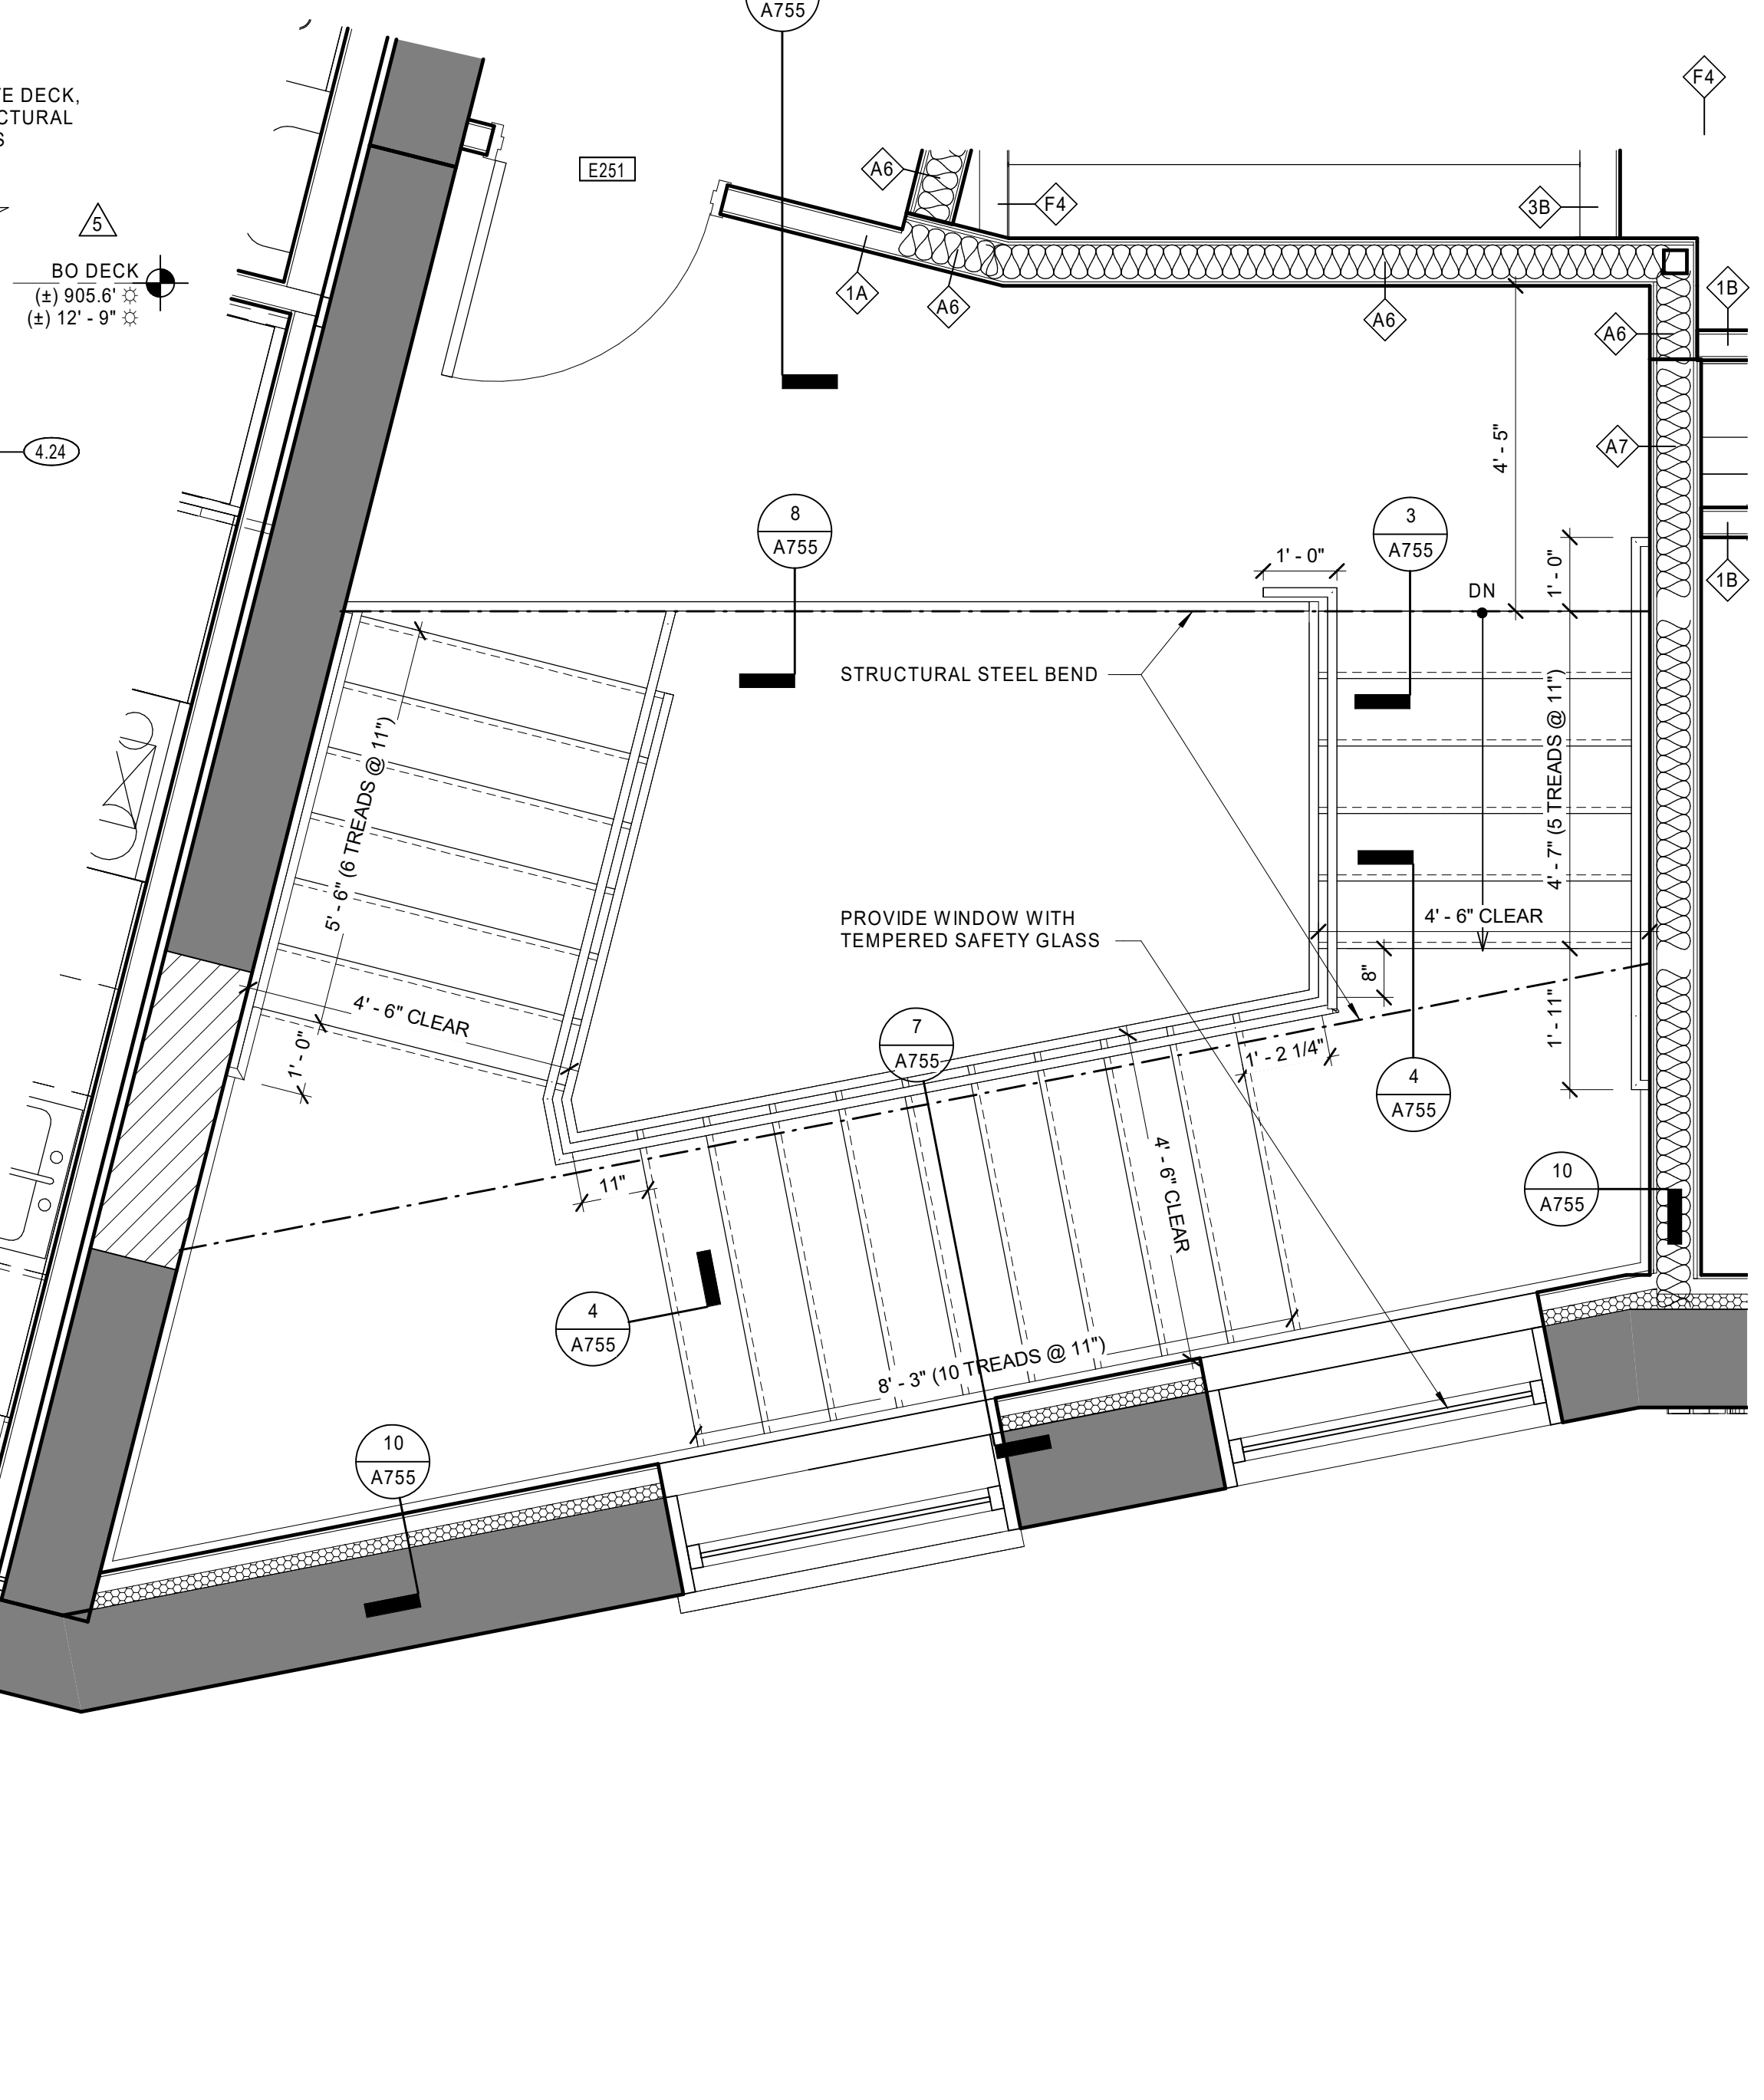 A755
F4
TE DECK,
CTURAL
E251
A6
F4
3B
5
BO DECK
(±) 905.6'
(±) 12' - 9"
1A
A6
A6
1B
A6
4' - 5"
A7
4.24
8
A755
3
A755
1' - 0"
1' - 0"
1B
DN
STRUCTURAL STEEL BEND
5' - 6" (6 TREADS @ 11")
4' - 7" (5 TREADS @ 11")
PROVIDE WINDOW WITH
TEMPERED SAFETY GLASS
4' - 6" CLEAR
8"
4' - 6" CLEAR
1' - 0"
7
A755
1' - 2 1/4"
1' - 11"
4
A755
11"
4' - 6" CLEAR
10
A755
4
A755
8' - 3" (10 TREADS @ 11")
10
A755